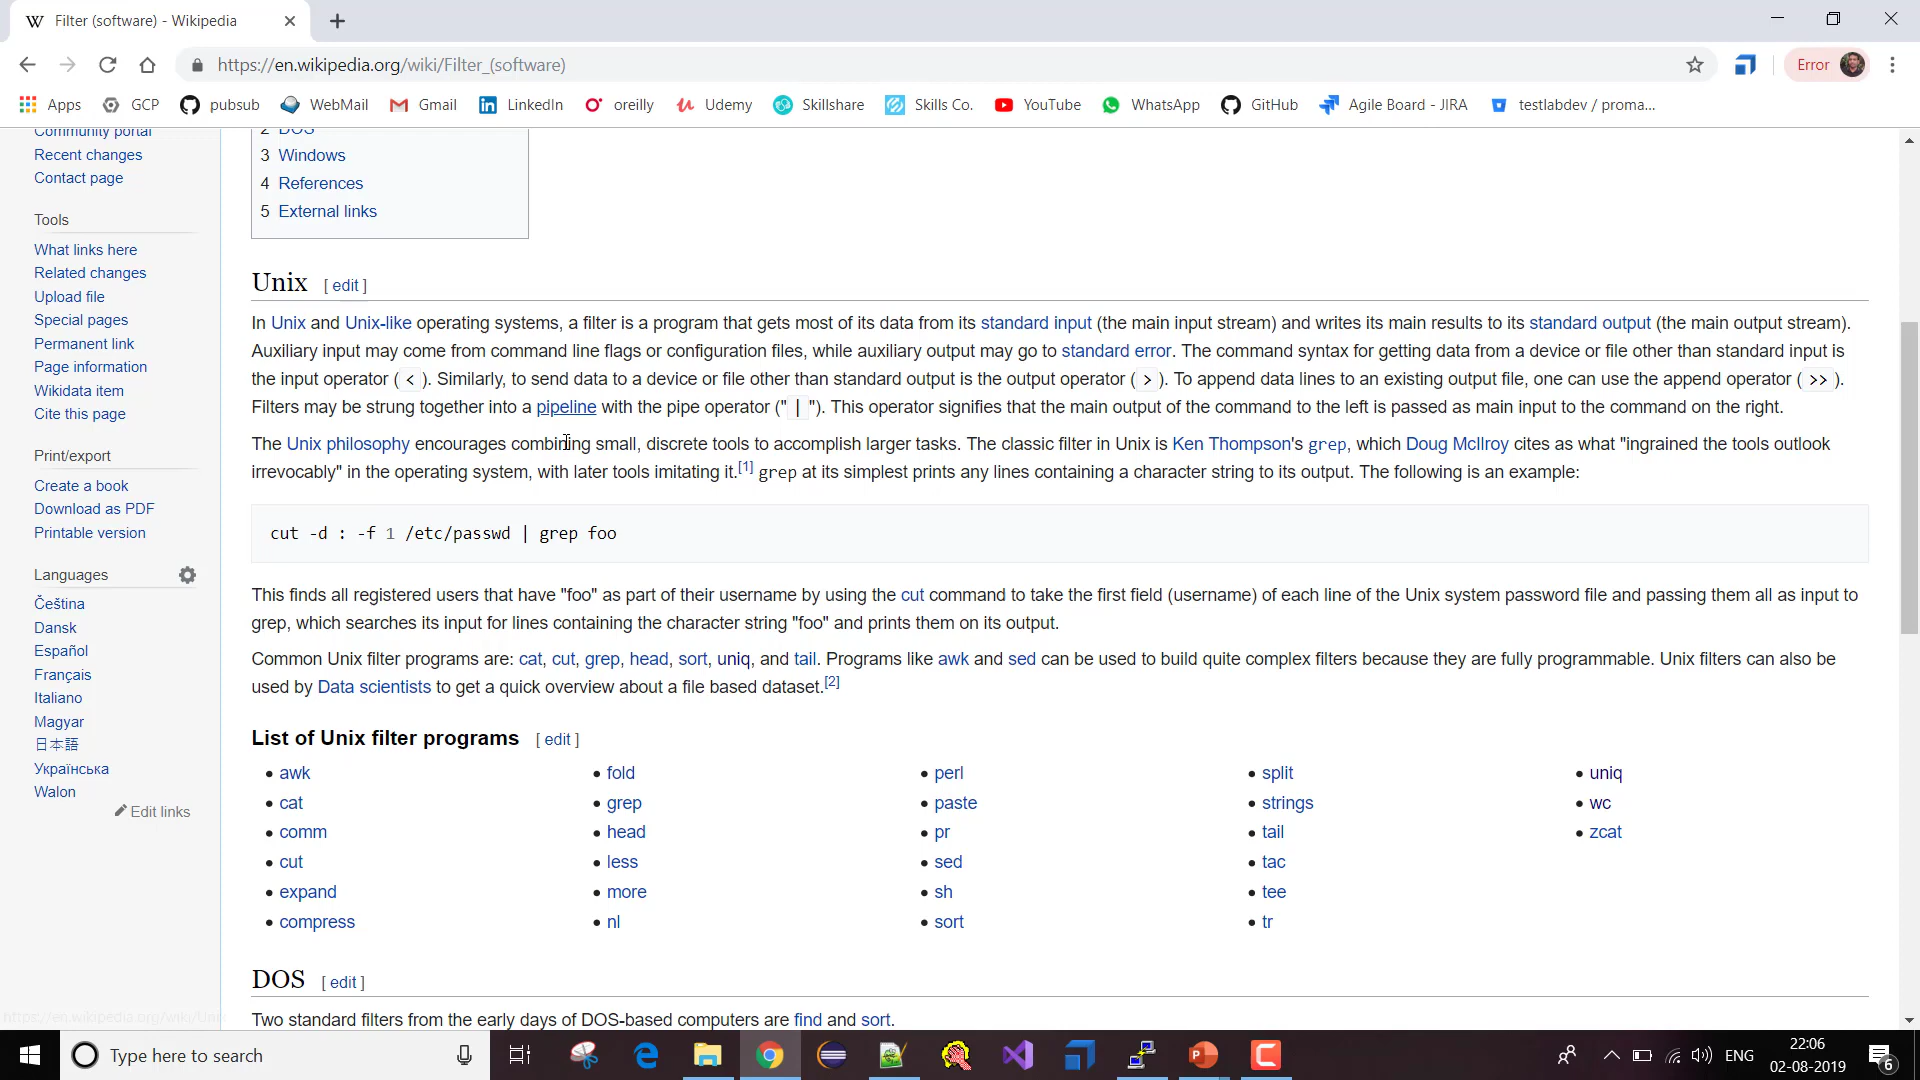 Filter (software) - Wikipedia
https://en.wikipedia.org/wiki/Filter_(software)
Error
Apps GCP pubsub WebMail Gmail LinkedIn oreilly Udemy Skillshare Skills Co. YouTube WhatsApp GitHub Agile Board - JIRA testlabdev / proma...
Community portal
Recent changes
Contact page
Tools
What links here
Related changes
Upload file
Special pages
Permanent link
Page information
Wikidata item
Cite this page
Print/export
Create a book
Download as PDF
Printable version
Languages
Čeština
Dansk
Español
Français
Italiano
Magyar
日本語
Українська
Walon
Edit links
2 DOS
3 Windows
4 References
5 External links
Unix [ edit ]
In Unix and Unix-like operating systems, a filter is a program that gets most of its data from its standard input (the main input stream) and writes its main results to its standard output (the main output stream).
Auxiliary input may come from command line flags or configuration files, while auxiliary output may go to standard error. The command syntax for getting data from a device or file other than standard input is
the input operator ( < ). Similarly, to send data to a device or file other than standard output is the output operator ( > ). To append data lines to an existing output file, one can use the append operator ( >> ).
Filters may be strung together into a pipeline with the pipe operator (" | "). This operator signifies that the main output of the command to the left is passed as main input to the command on the right.
The Unix philosophy encourages combining small, discrete tools to accomplish larger tasks. The classic filter in Unix is Ken Thompson's grep, which Doug McIlroy cites as what "ingrained the tools outlook
irrevocably" in the operating system, with later tools imitating it.[1] grep at its simplest prints any lines containing a character string to its output. The following is an example:
cut -d : -f 1 /etc/passwd | grep foo
This finds all registered users that have "foo" as part of their username by using the cut command to take the first field (username) of each line of the Unix system password file and passing them all as input to
grep, which searches its input for lines containing the character string "foo" and prints them on its output.
Common Unix filter programs are: cat, cut, grep, head, sort, uniq, and tail. Programs like awk and sed can be used to build quite complex filters because they are fully programmable. Unix filters can also be
used by Data scientists to get a quick overview about a file based dataset.[2]
List of Unix filter programs [ edit ]
awk
cat
comm
cut
expand
compress
fold
grep
head
less
more
nl
perl
paste
pr
sed
sh
sort
split
strings
tail
tac
tee
tr
uniq
wc
zcat
DOS [ edit ]
Two standard filters from the early days of DOS-based computers are find and sort.
Type here to search
ENG
22:06
02-08-2019
6